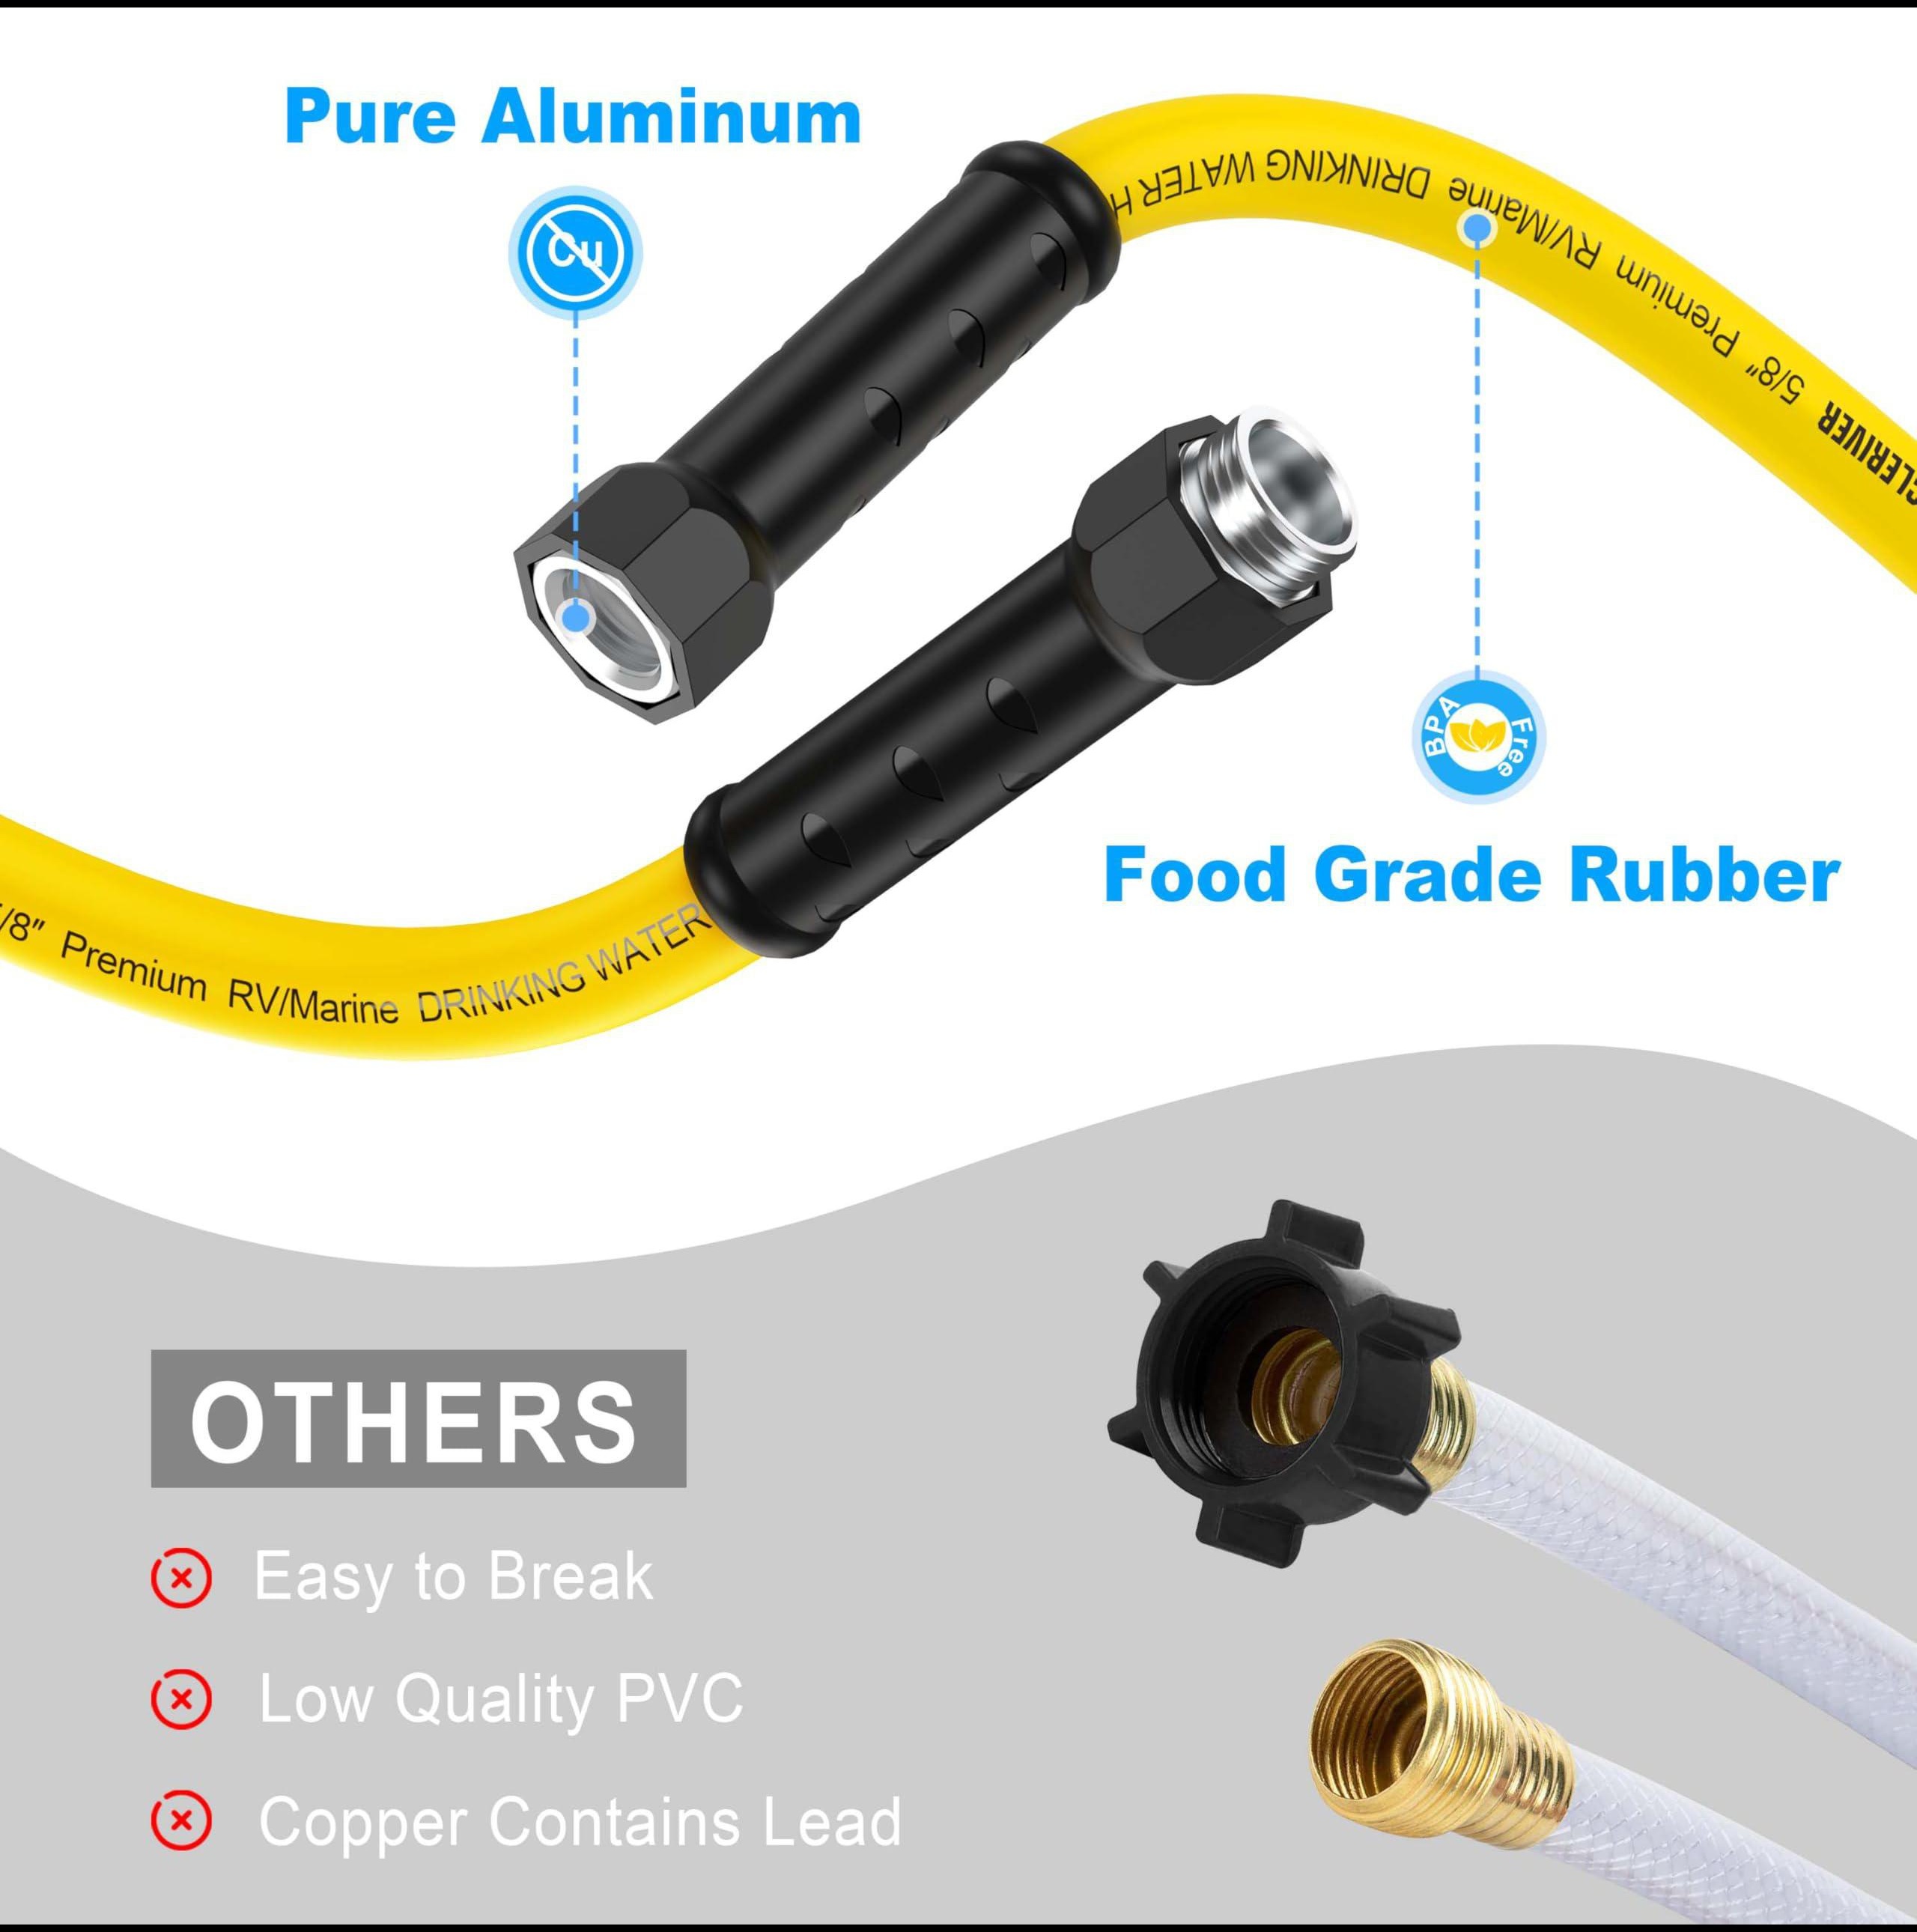 Pure Aluminum
Cu
5/8" Premium RV/Marine DRINKING WATER H
BPA Free
Food Grade Rubber
/8" Premium RV/Marine DRINKING WATER
OTHERS
Easy to Break
Low Quality PVC
Copper Contains Lead